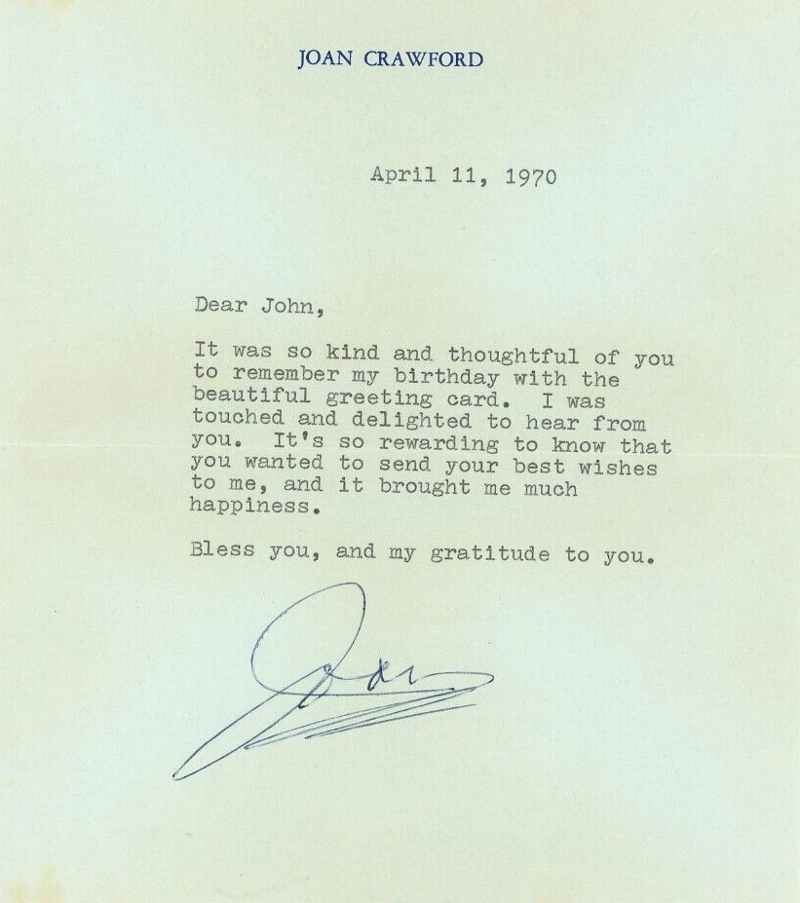 JOAN CRAWFORD
April 11, 1970
Dear John,
It was so kind and thoughtful of you
to remember my birthday with the
beautiful greeting card.  I was
touched and delighted to hear from
you.  It's so rewarding to know that
you wanted to send your best wishes
to me, and it brought me much
happiness.
Bless you, and my gratitude to you.
Joan